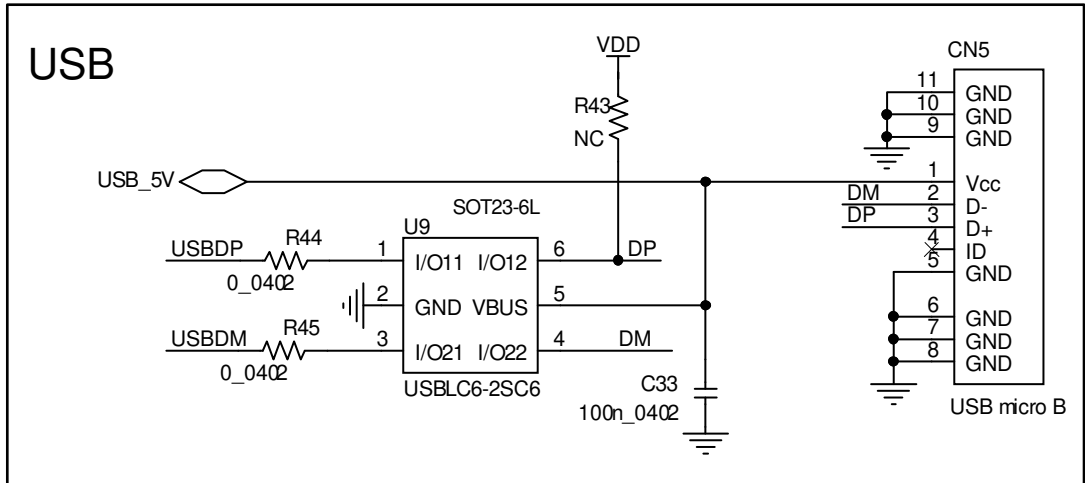 USB
VDD
CN5
R43
NC
11 GND
10 GND
9 GND
USB_5V
1 Vcc
DM 2 D-
DP 3 D+
4 ID
5 GND
6 GND
7 GND
8 GND
USB micro B
SOT23-6L
U9
USBDP R44 1 I/O11 I/O12 6 DP
0_0402
2 GND VBUS 5
USBDM R45 3 I/O21 I/O22 4 DM
0_0402
USBLC6-2SC6
C33
100n_0402